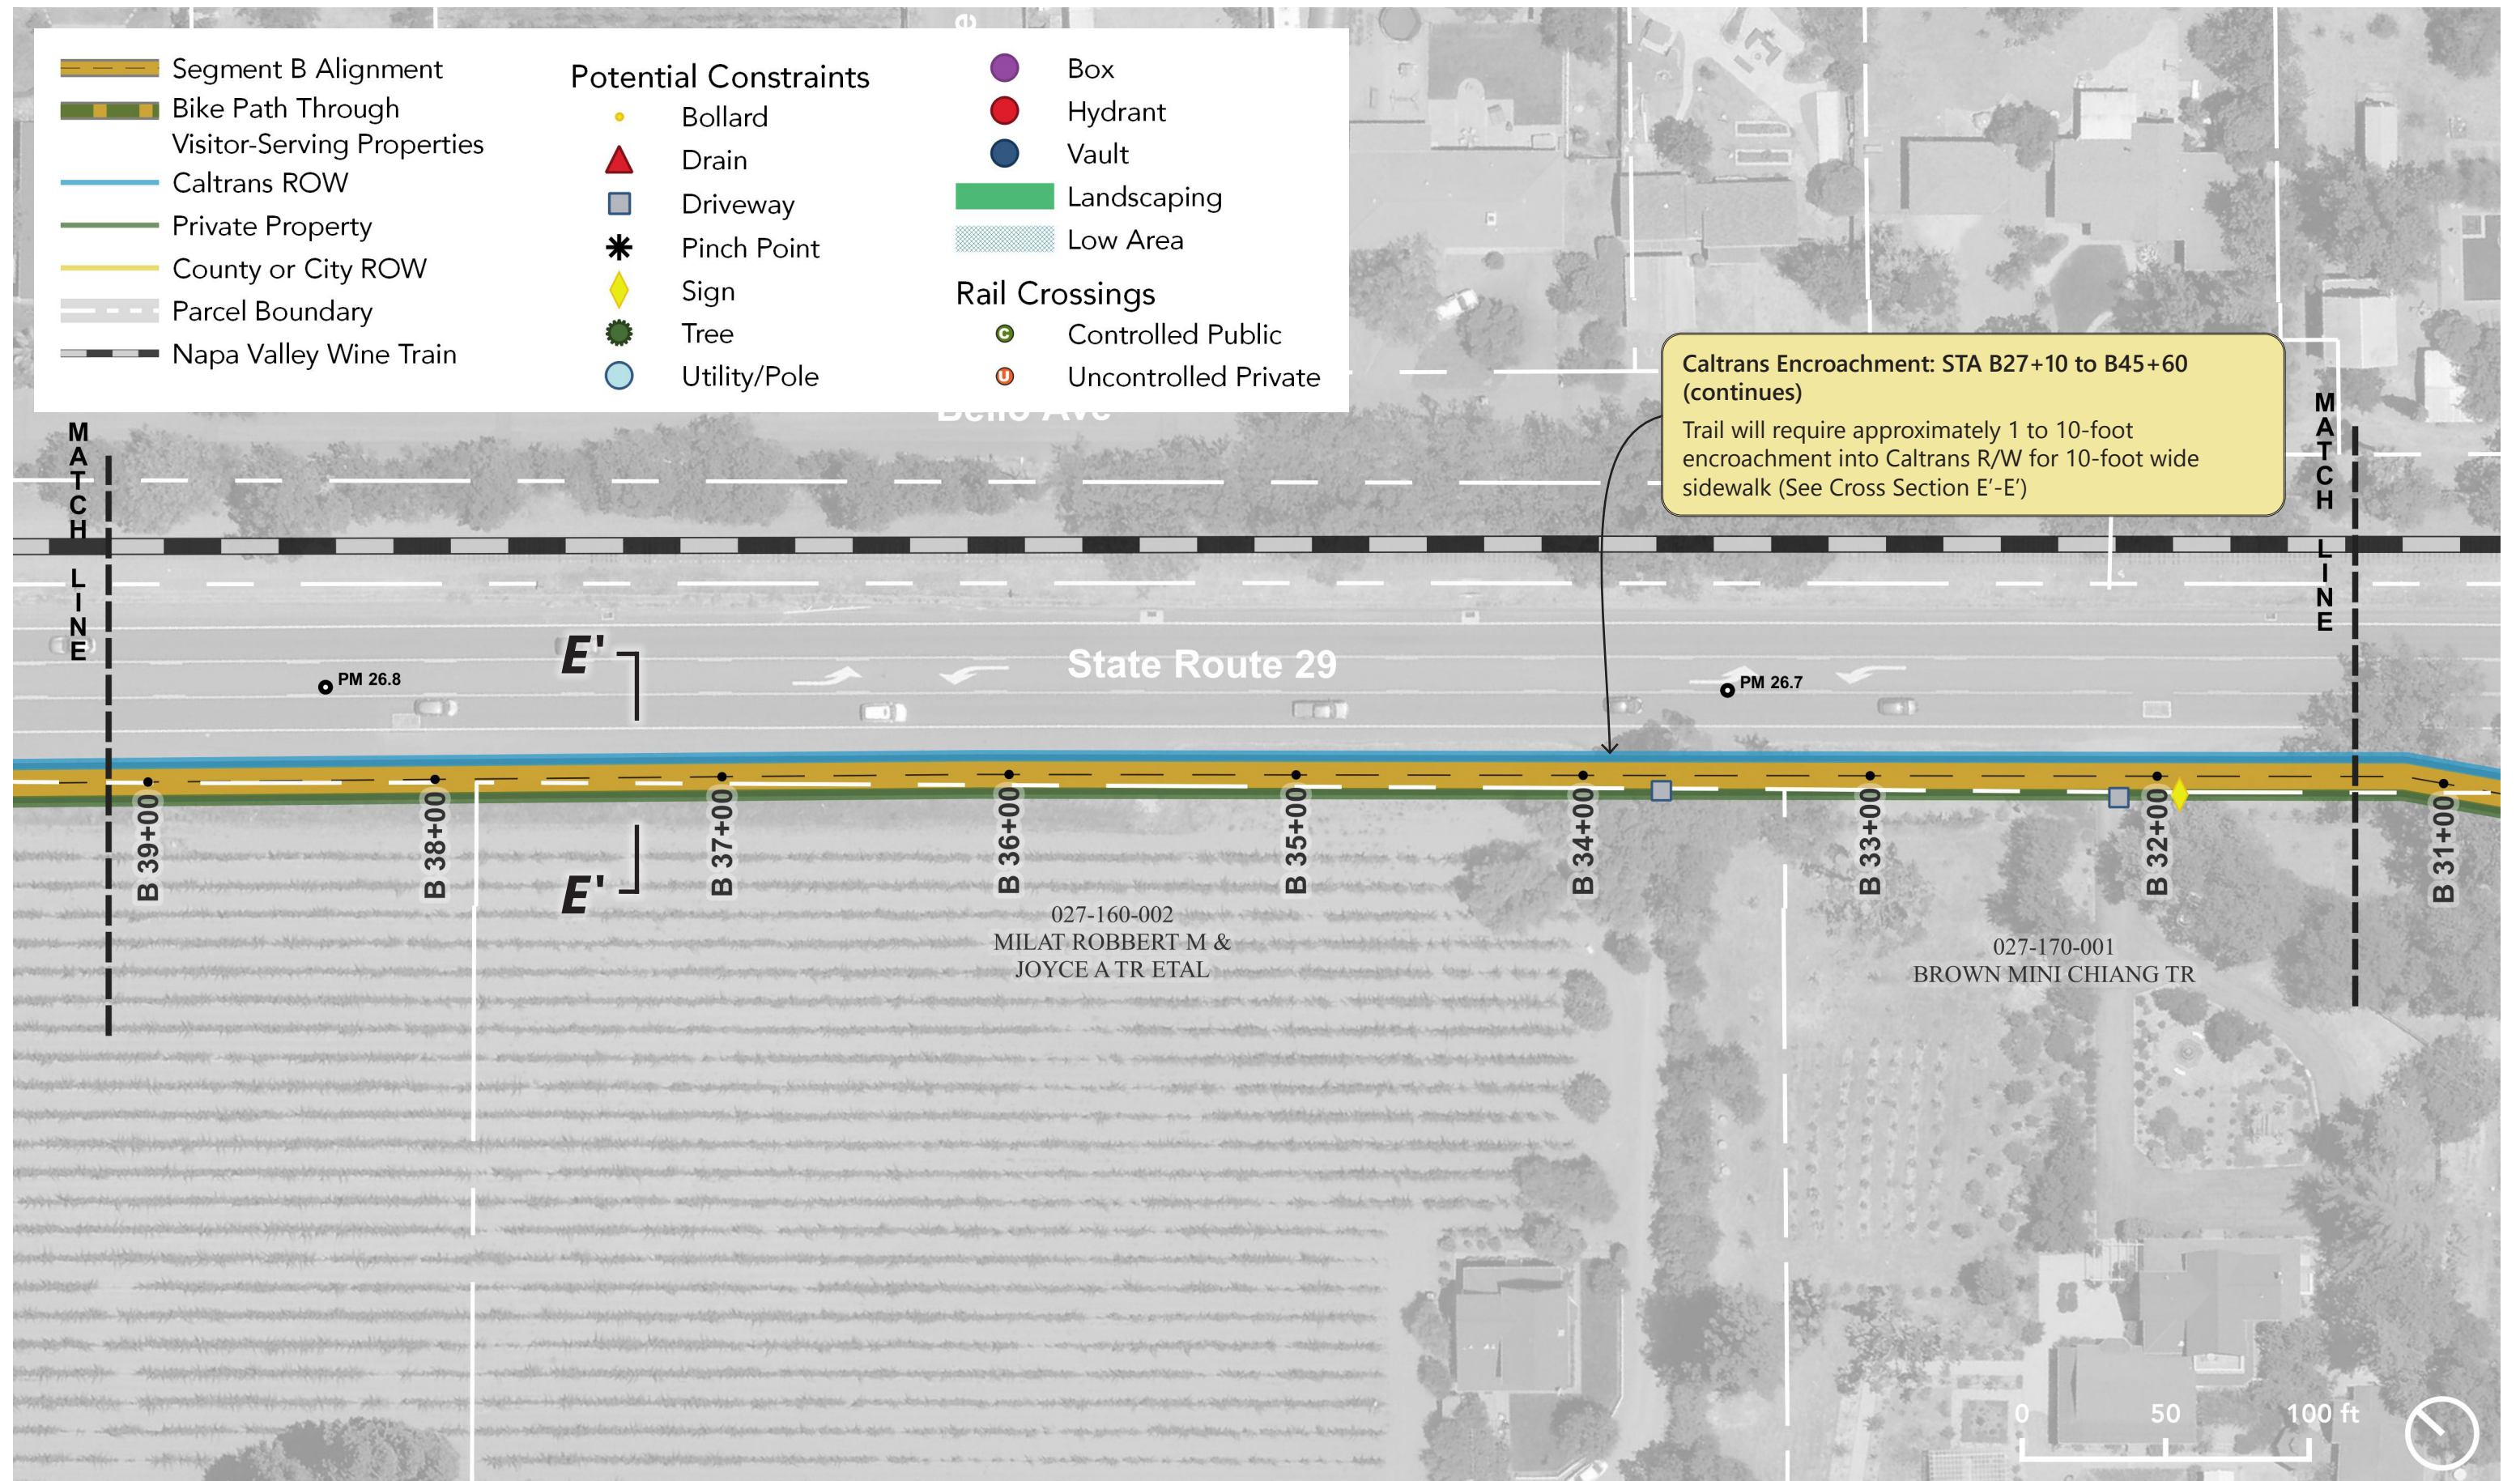 Segment B Alignment
Bike Path Through
Visitor-Serving Properties
Caltrans ROW
Private Property
County or City ROW
Parcel Boundary
Napa Valley Wine Train
Potential Constraints
Bollard
Drain
Driveway
Pinch Point
Sign
Tree
Utility/Pole
Box
Hydrant
Vault
Landscaping
Low Area
Rail Crossings
C Controlled Public
U Uncontrolled Private
Bello Ave
Caltrans Encroachment: STA B27+10 to B45+60
(continues)
Trail will require approximately 1 to 10-foot
encroachment into Caltrans R/W for 10-foot wide
sidewalk (See Cross Section E’-E’)
MATCH LINE
MATCH LINE
E'
State Route 29
PM 26.8
PM 26.7
B 39+00
B 38+00
B 37+00
B 36+00
B 35+00
B 34+00
B 33+00
B 32+00
B 31+00
E'
027-160-002
MILAT ROBBERT M &
JOYCE A TR ETAL
027-170-001
BROWN MINI CHIANG TR
0 50 100 ft